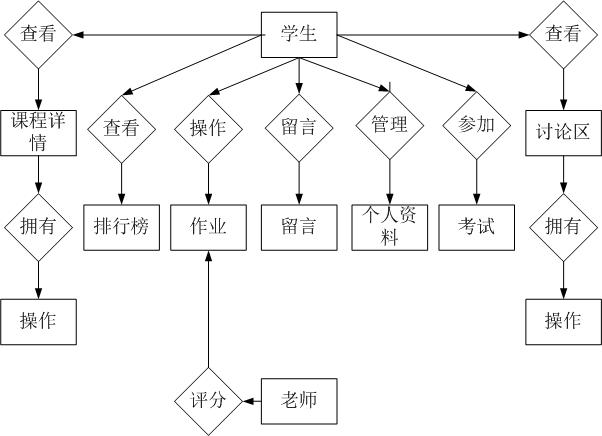 学生
查看
查看
查看
操作
留言
管理
参加
课程详
情
讨论区
排行榜
作业
留言
个人资
料
考试
拥有
拥有
操作
操作
评分
老师